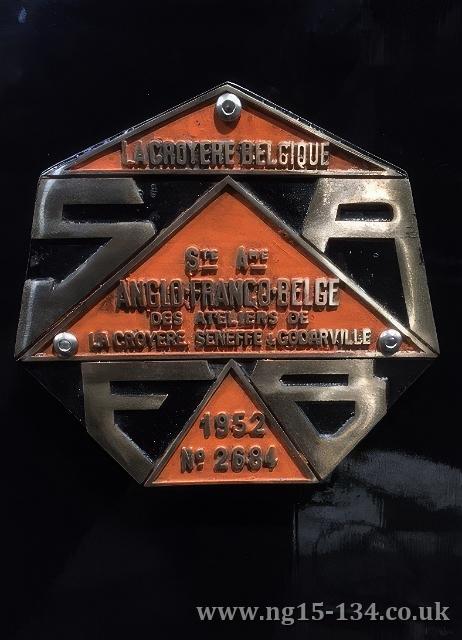 LA CROYERE BELGIQUE
S A
STE AME
ANGLO-FRANCO-BELGE
DES ATELIERS DE
LA CROYERE, SENEFFE & GODARVILLE
F B
1952
No 2684
www.ng15-134.co.uk